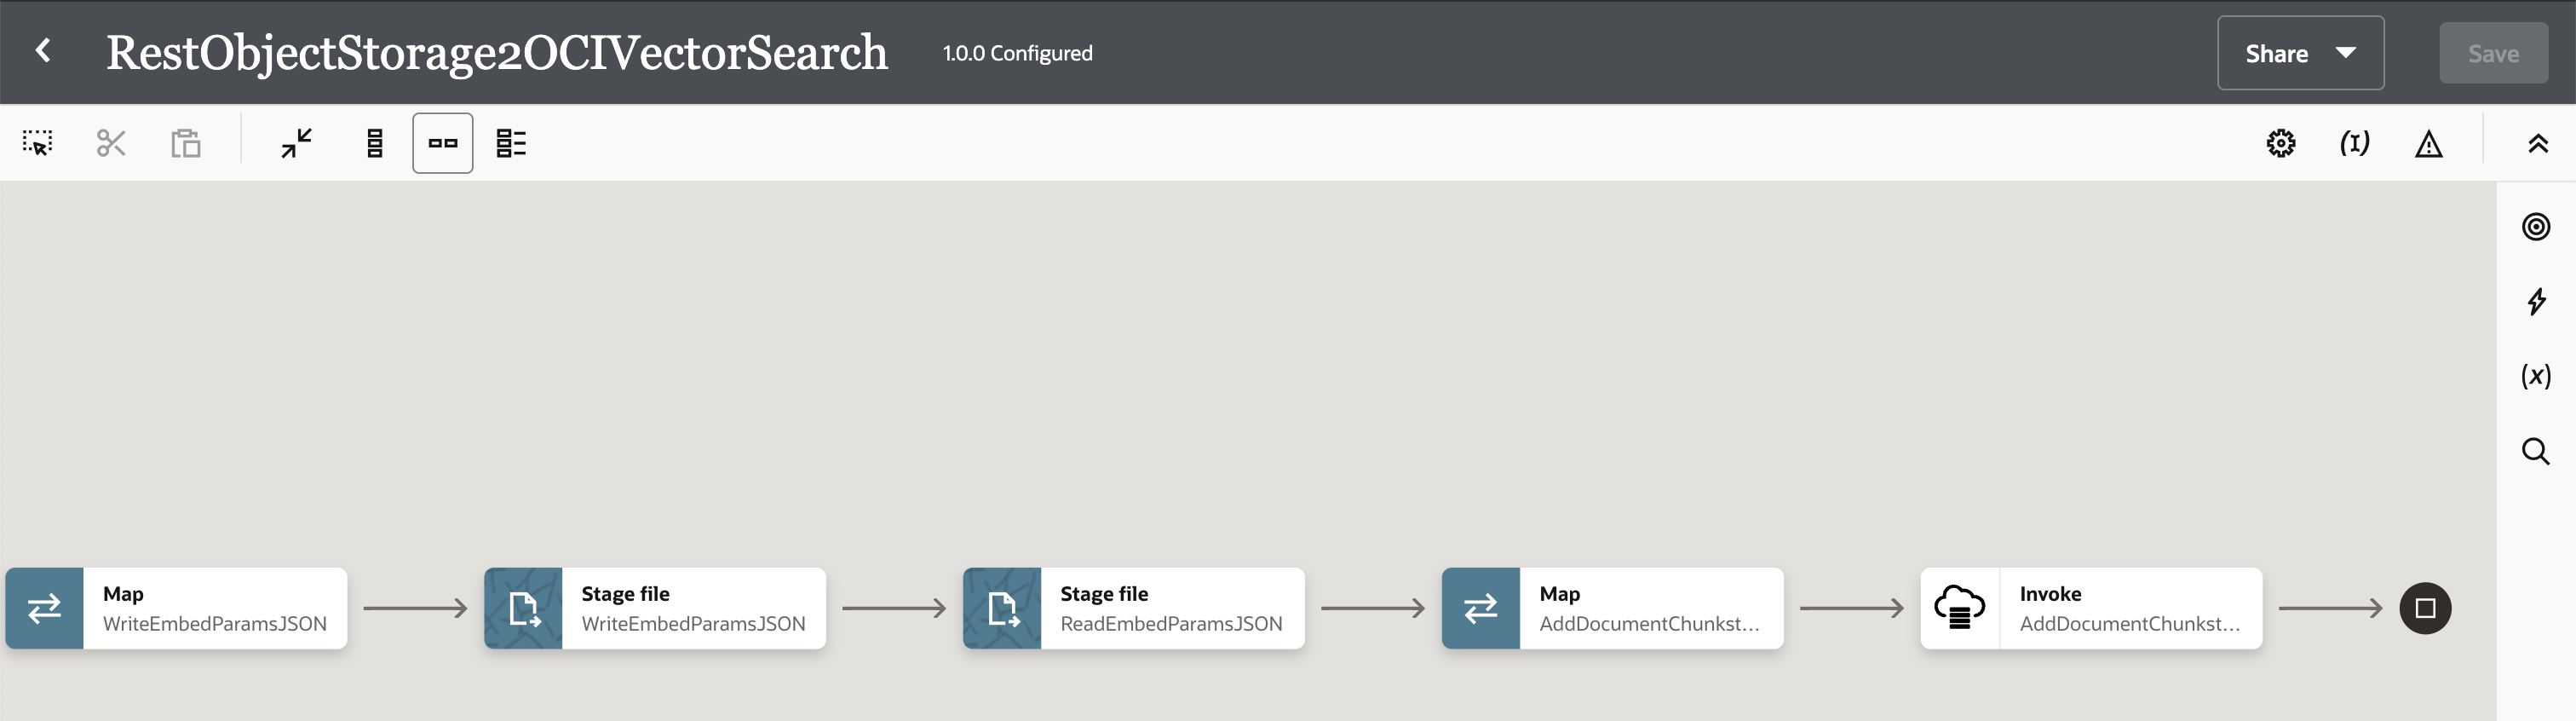 RestObjectStorage2OCIVectorSearch 1.0.0 Configured Share Save
Map
WriteEmbedParamsJSON
Stage file
WriteEmbedParamsJSON
Stage file
ReadEmbedParamsJSON
Map
AddDocumentChunkst...
Invoke
AddDocumentChunkst...